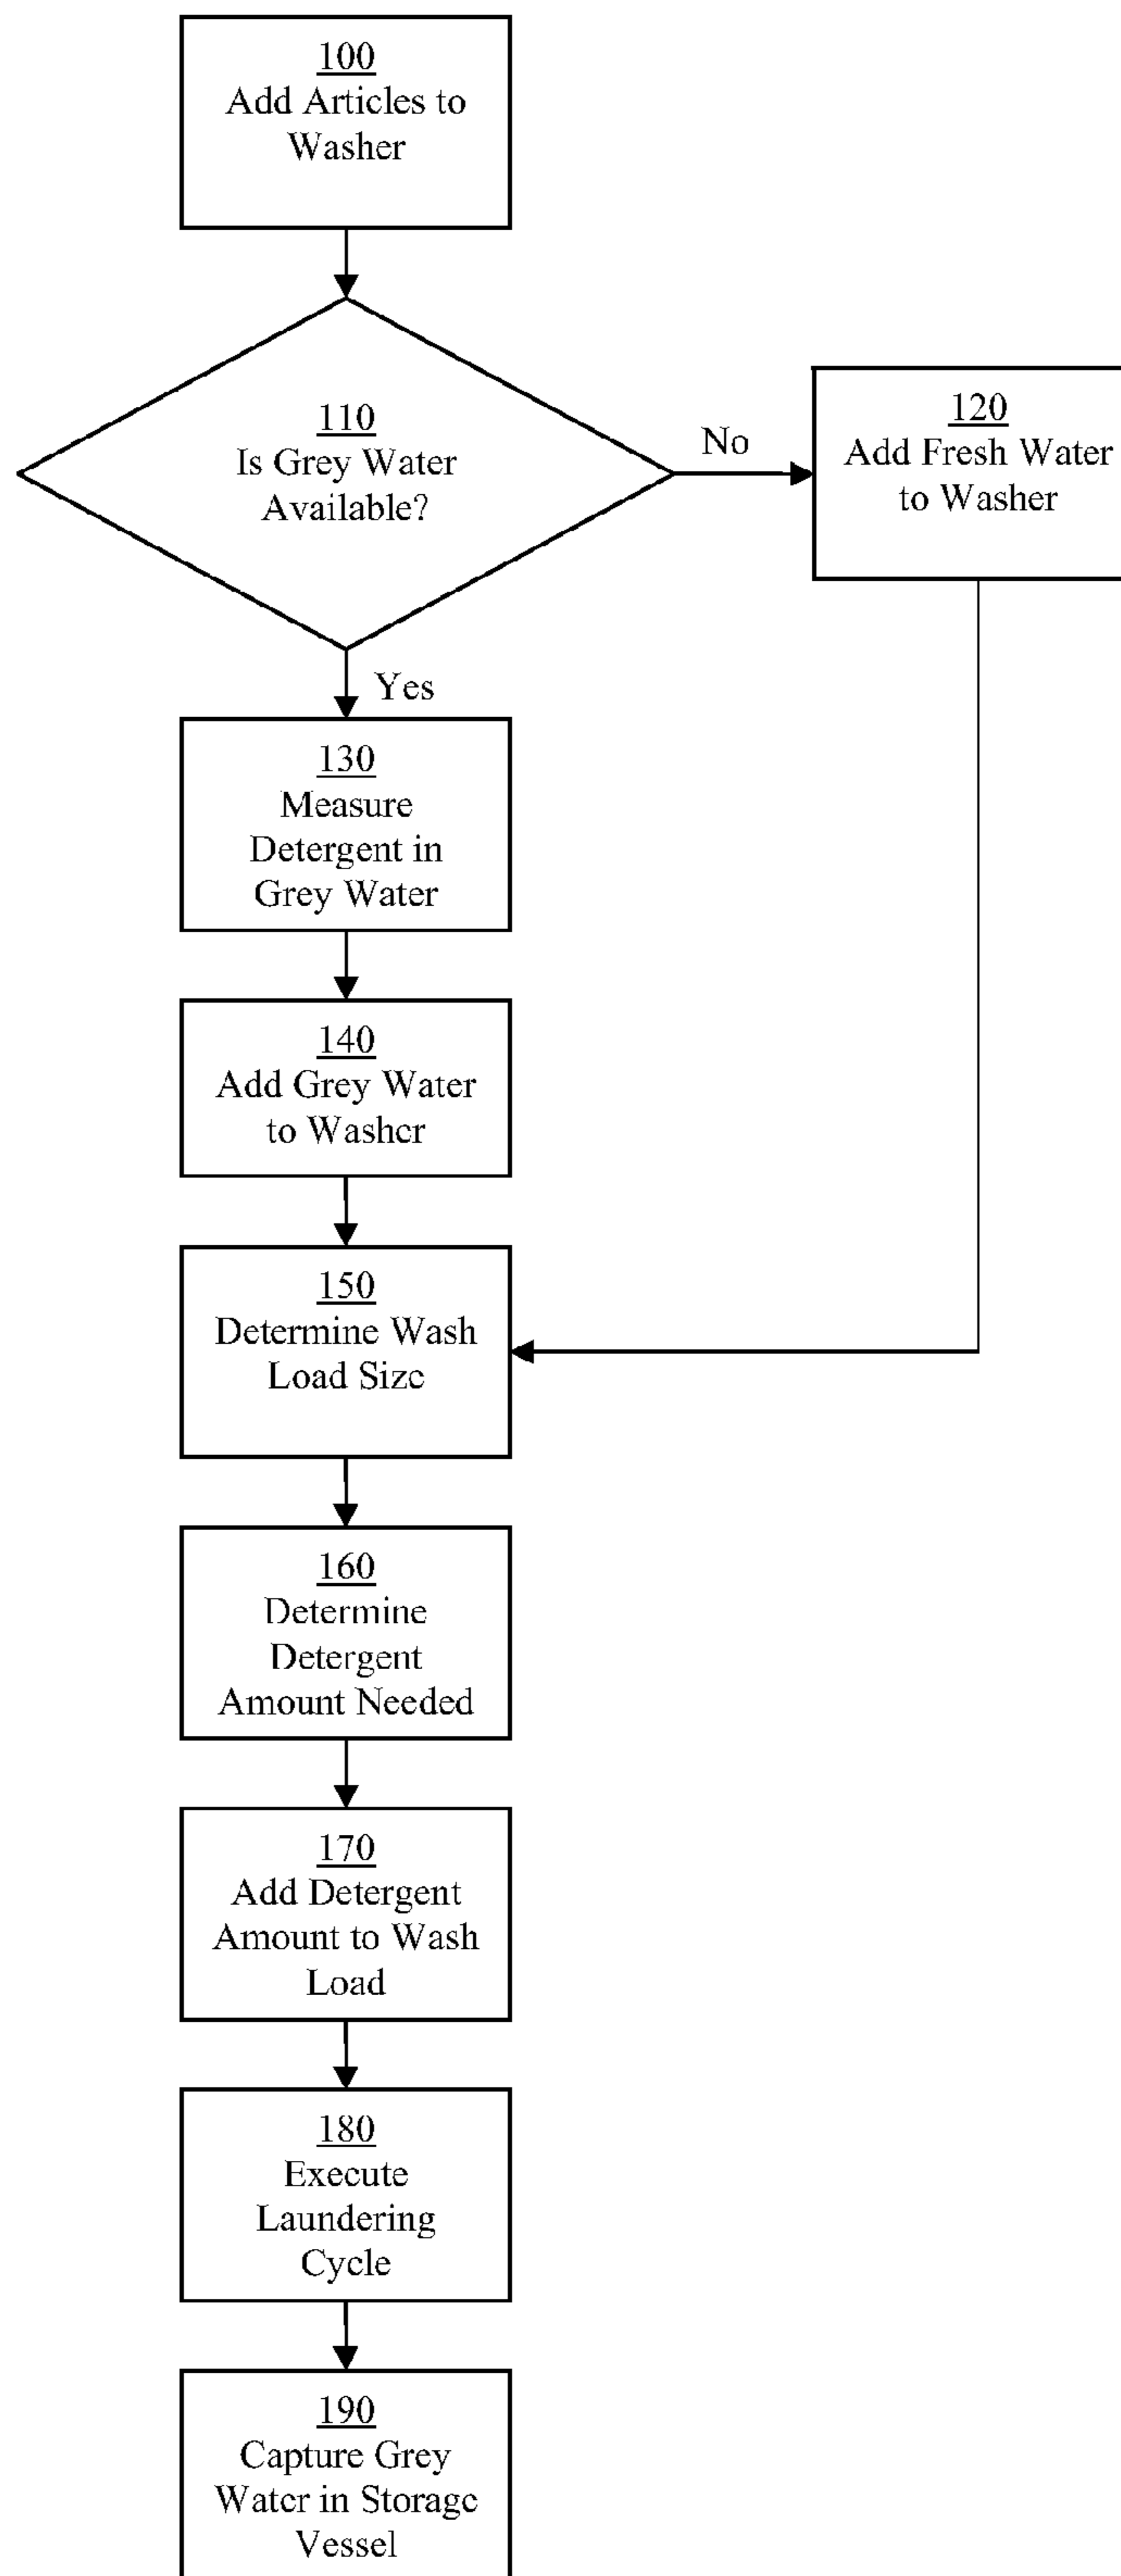 100
Add Articles to
Washer
110
Is Grey Water
Available?
No
120
Add Fresh Water
to Washer
Yes
130
Measure
Detergent in
Grey Water
140
Add Grey Water
to Washer
150
Determine Wash
Load Size
160
Determine
Detergent
Amount Needed
170
Add Detergent
Amount to Wash
Load
180
Execute
Laundering
Cycle
190
Capture Grey
Water in Storage
Vessel